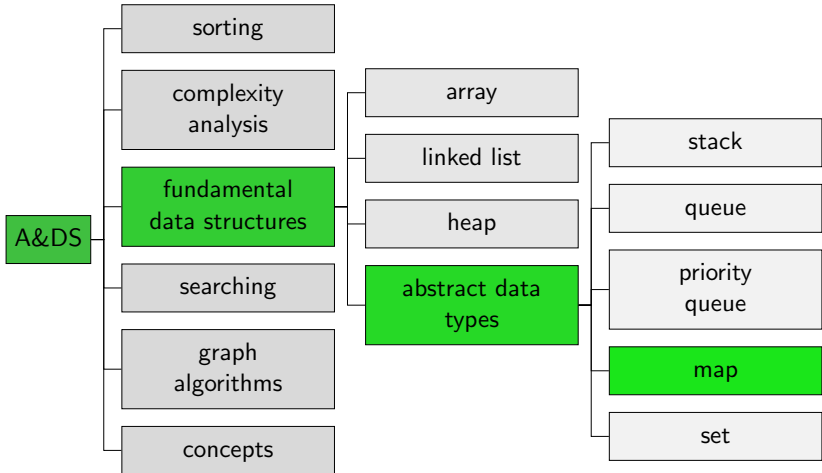 A&DS
sorting
complexity
analysis
fundamental
data structures
searching
graph
algorithms
concepts
array
linked list
heap
abstract data
types
stack
queue
priority
queue
map
set